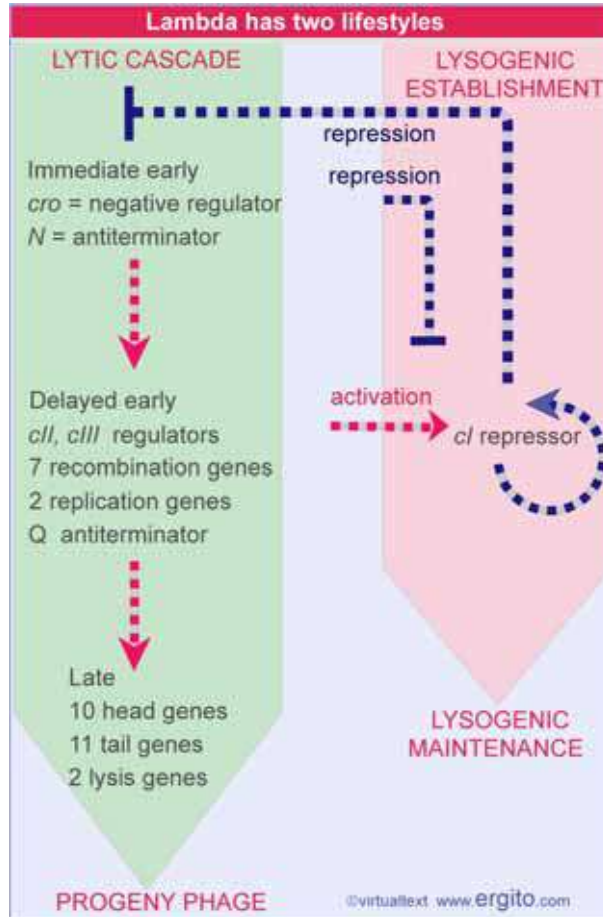 Lambda has two lifestyles
LYTIC CASCADE
LYSOGENIC
ESTABLISHMENT
repression
repression
Immediate early
cro = negative regulator
N = antiterminator
activation
Delayed early
cII, cIII regulators
7 recombination genes
2 replication genes
Q antiterminator
cI repressor
Late
10 head genes
11 tail genes
2 lysis genes
LYSOGENIC
MAINTENANCE
PROGENY PHAGE
©virtualtext www.ergito.com